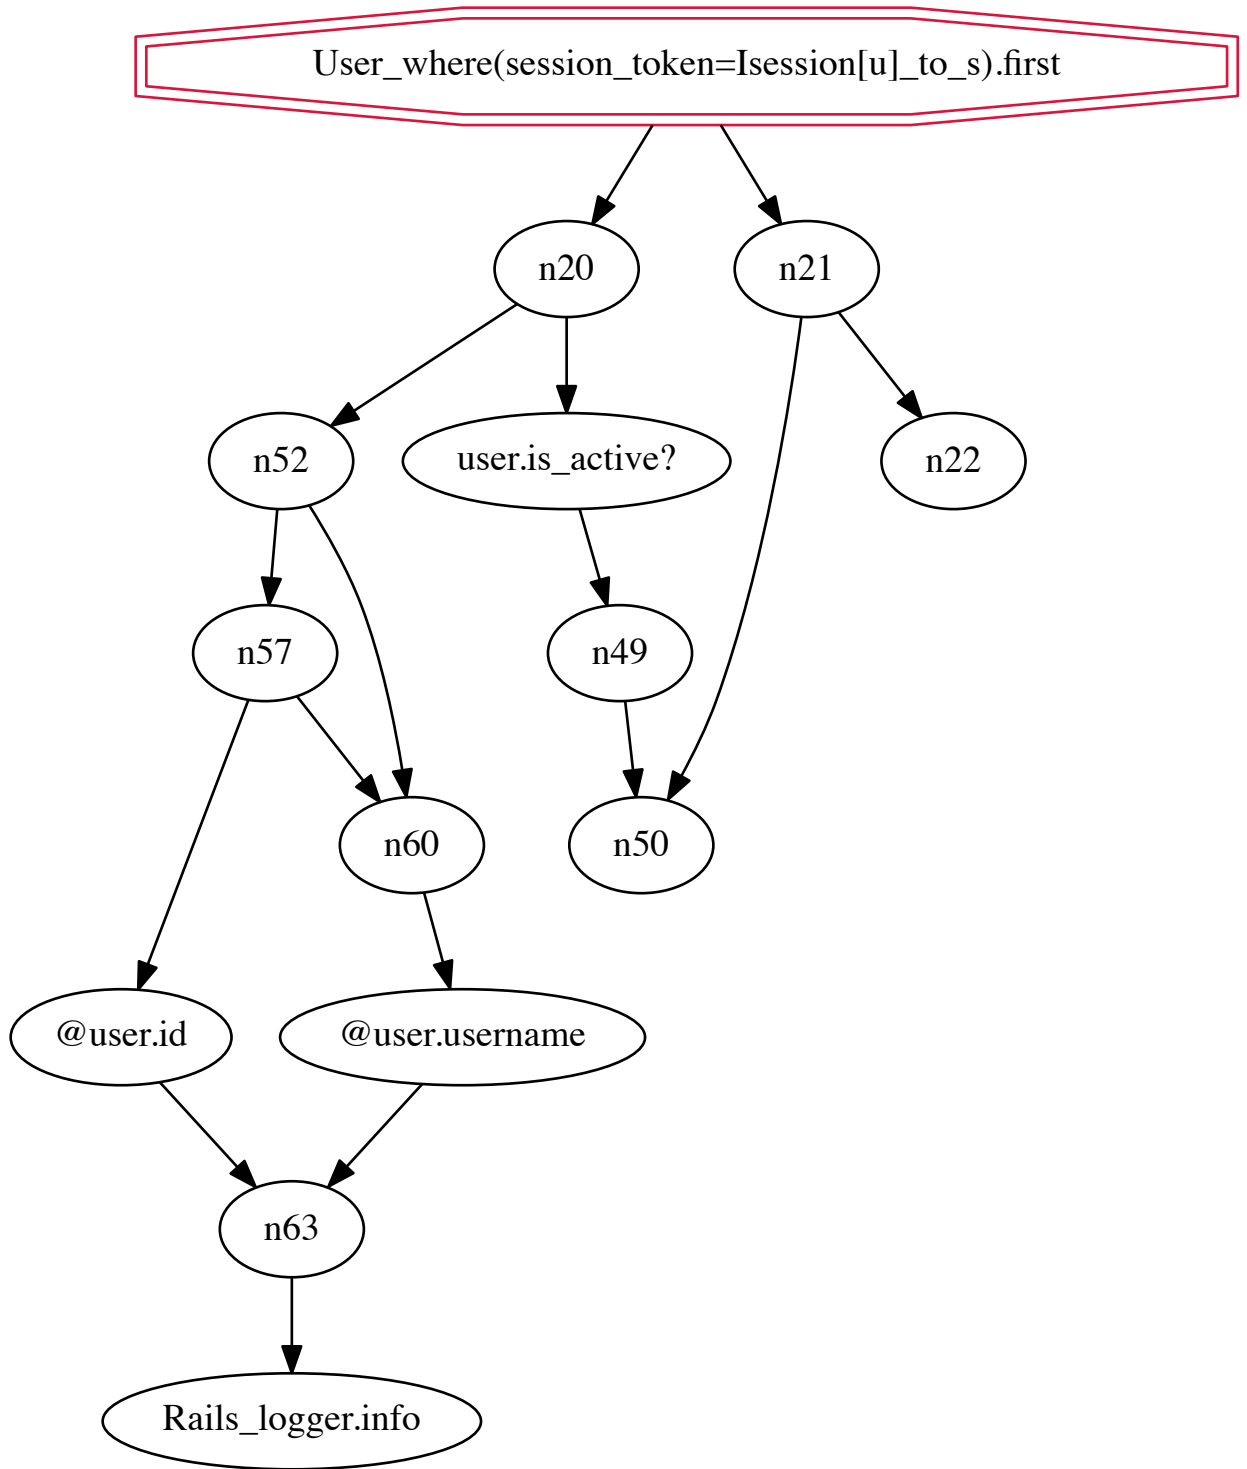 User_where(session_token=Isession[u]_to_s).first
n20
n21
n52
user.is_active?
n22
n57
n49
n60
n50
@user.id
@user.username
n63
Rails_logger.info